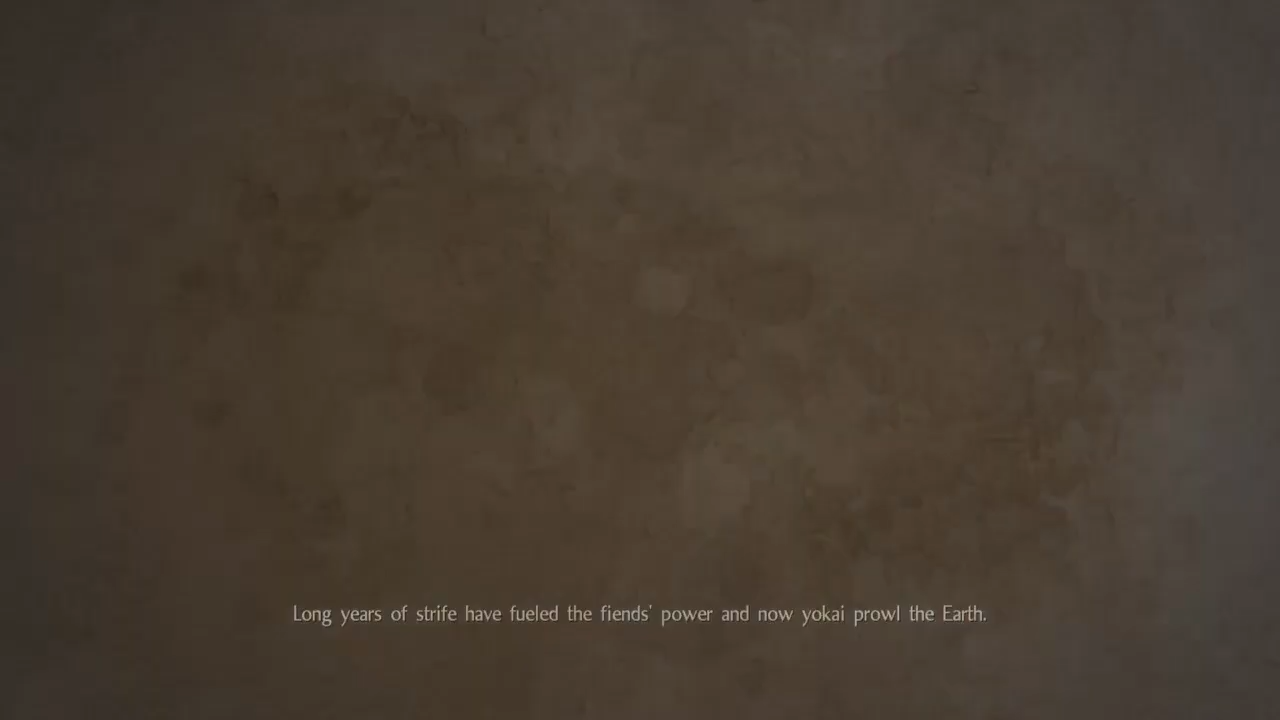 Long years of strife have fueled the fiends' power and now yokai prowl the Earth.